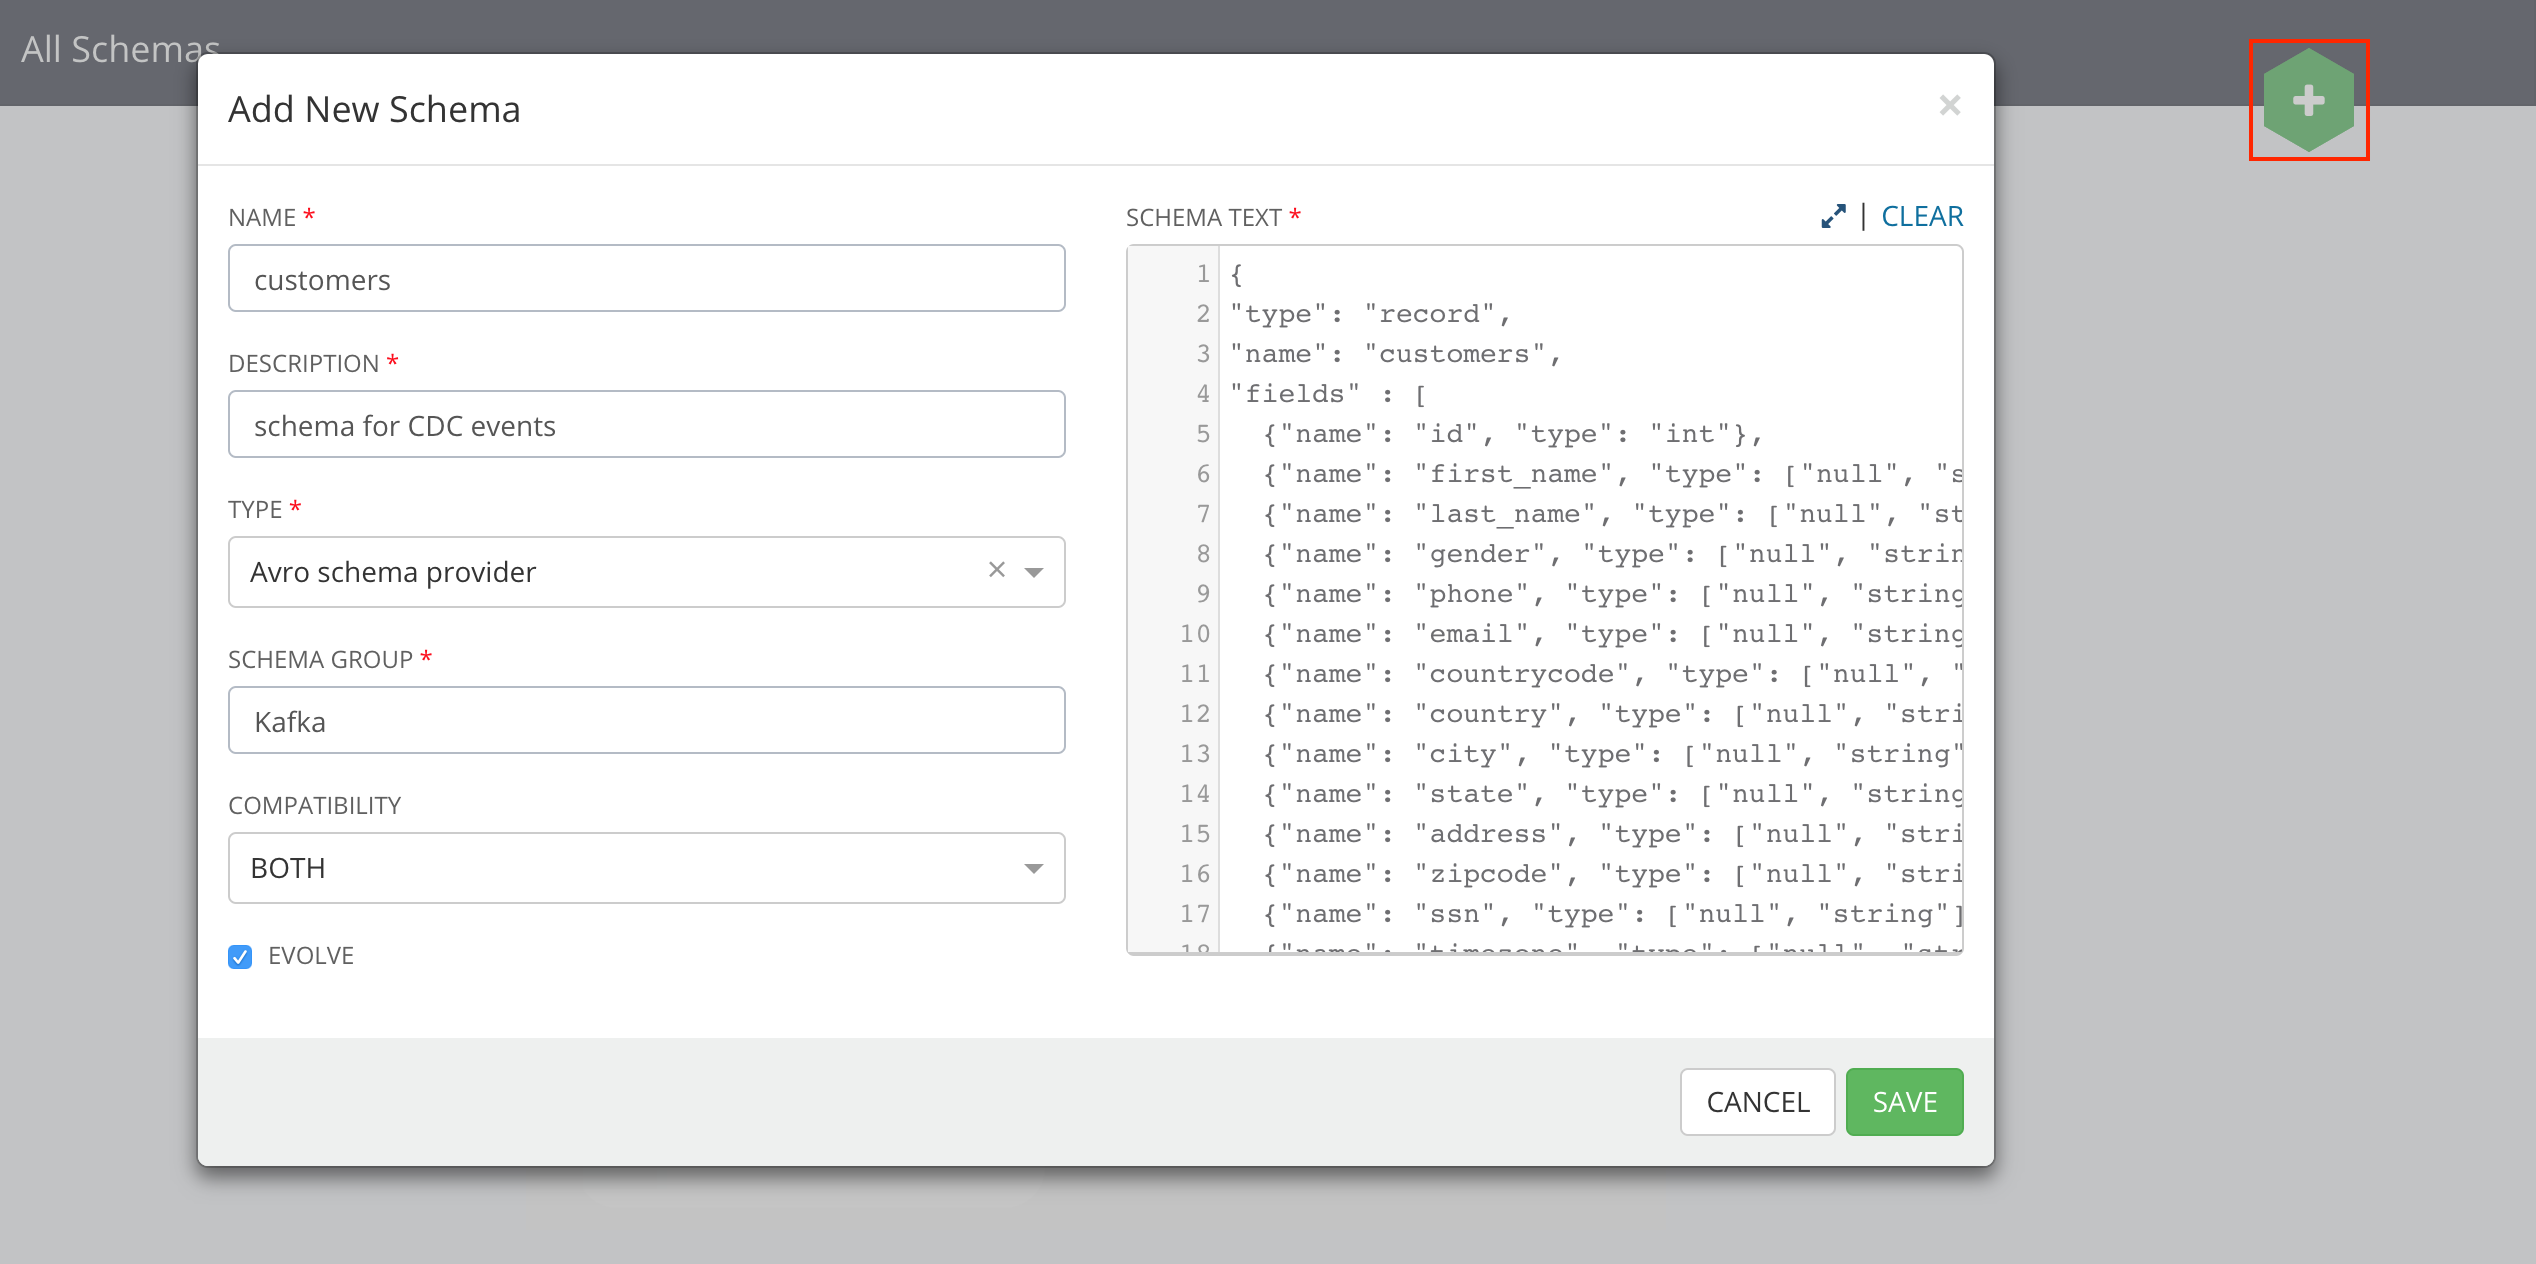 All Schemas
Add New Schema
NAME *
customers
DESCRIPTION *
schema for CDC events
TYPE *
Avro schema provider
SCHEMA GROUP *
Kafka
COMPATIBILITY
BOTH
EVOLVE
SCHEMA TEXT *
| CLEAR
1 {
2 "type": "record",
3 "name": "customers",
4 "fields" : [
5 {"name": "id", "type": "int"},
6 {"name": "first_name", "type": ["null", "s
7 {"name": "last_name", "type": ["null", "st
8 {"name": "gender", "type": ["null", "strin
9 {"name": "phone", "type": ["null", "string
10 {"name": "email", "type": ["null", "string
11 {"name": "countrycode", "type": ["null", "
12 {"name": "country", "type": ["null", "stri
13 {"name": "city", "type": ["null", "string"
14 {"name": "state", "type": ["null", "string
15 {"name": "address", "type": ["null", "stri
16 {"name": "zipcode", "type": ["null", "stri
17 {"name": "ssn", "type": ["null", "string"]
18 {"name": "timezone", "type": ["null", "str
CANCEL
SAVE